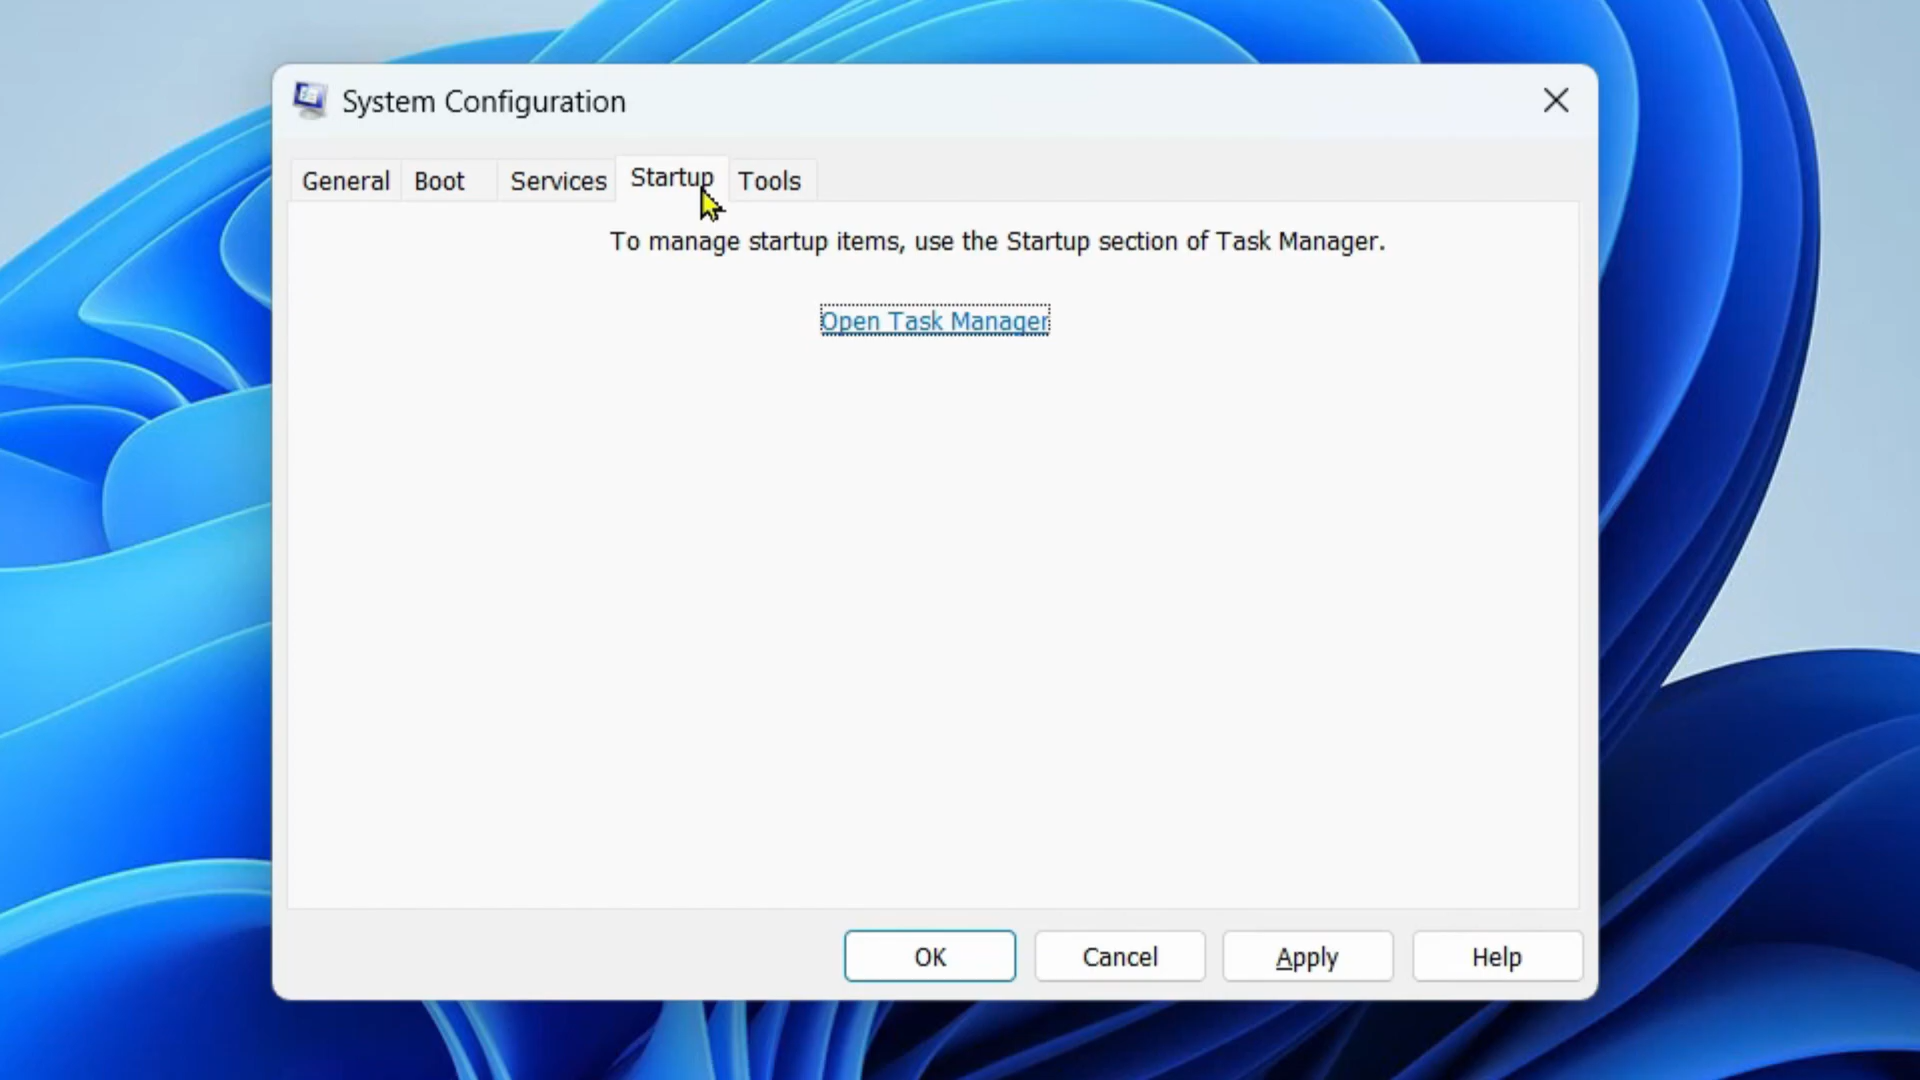 System Configuration
General Boot Services Startup Tools
To manage startup items, use the Startup section of Task Manager.
Open Task Manager
OK Cancel Apply Help